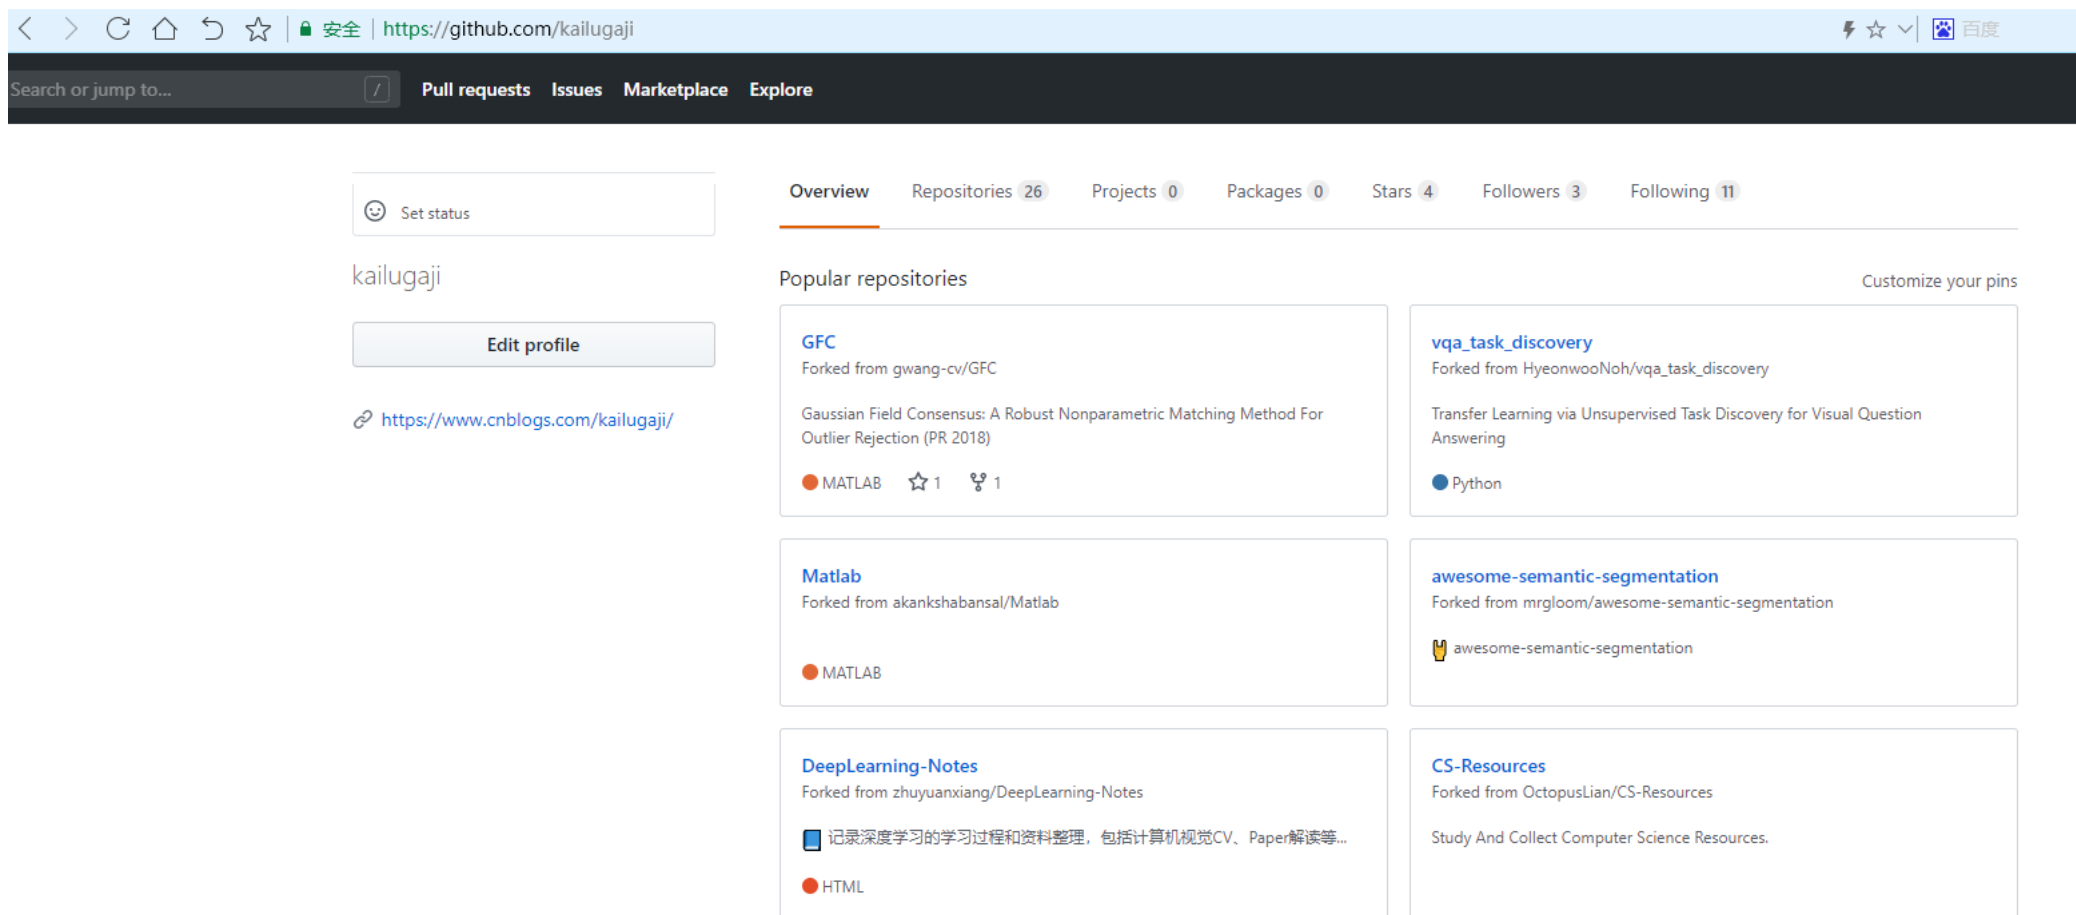 安全 https://github.com/kailugaji 百度
Search or jump to... / Pull requests Issues Marketplace Explore
Overview Repositories 26 Projects 0 Packages 0 Stars 4 Followers 3 Following 11
Set status
kailugaji
Edit profile
https://www.cnblogs.com/kailugaji/
Popular repositories Customize your pins
GFC
Forked from gwang-cv/GFC
Gaussian Field Consensus: A Robust Nonparametric Matching Method For
Outlier Rejection (PR 2018)
MATLAB 1 1
vqa_task_discovery
Forked from HyeonwooNoh/vqa_task_discovery
Transfer Learning via Unsupervised Task Discovery for Visual Question
Answering
Python
Matlab
Forked from akankshabansal/Matlab
MATLAB
awesome-semantic-segmentation
Forked from mrgloom/awesome-semantic-segmentation
awesome-semantic-segmentation
DeepLearning-Notes
Forked from zhuyuanxiang/DeepLearning-Notes
记录深度学习的学习过程和资料整理，包括计算机视觉CV、Paper解读等...
HTML
CS-Resources
Forked from OctopusLian/CS-Resources
Study And Collect Computer Science Resources.